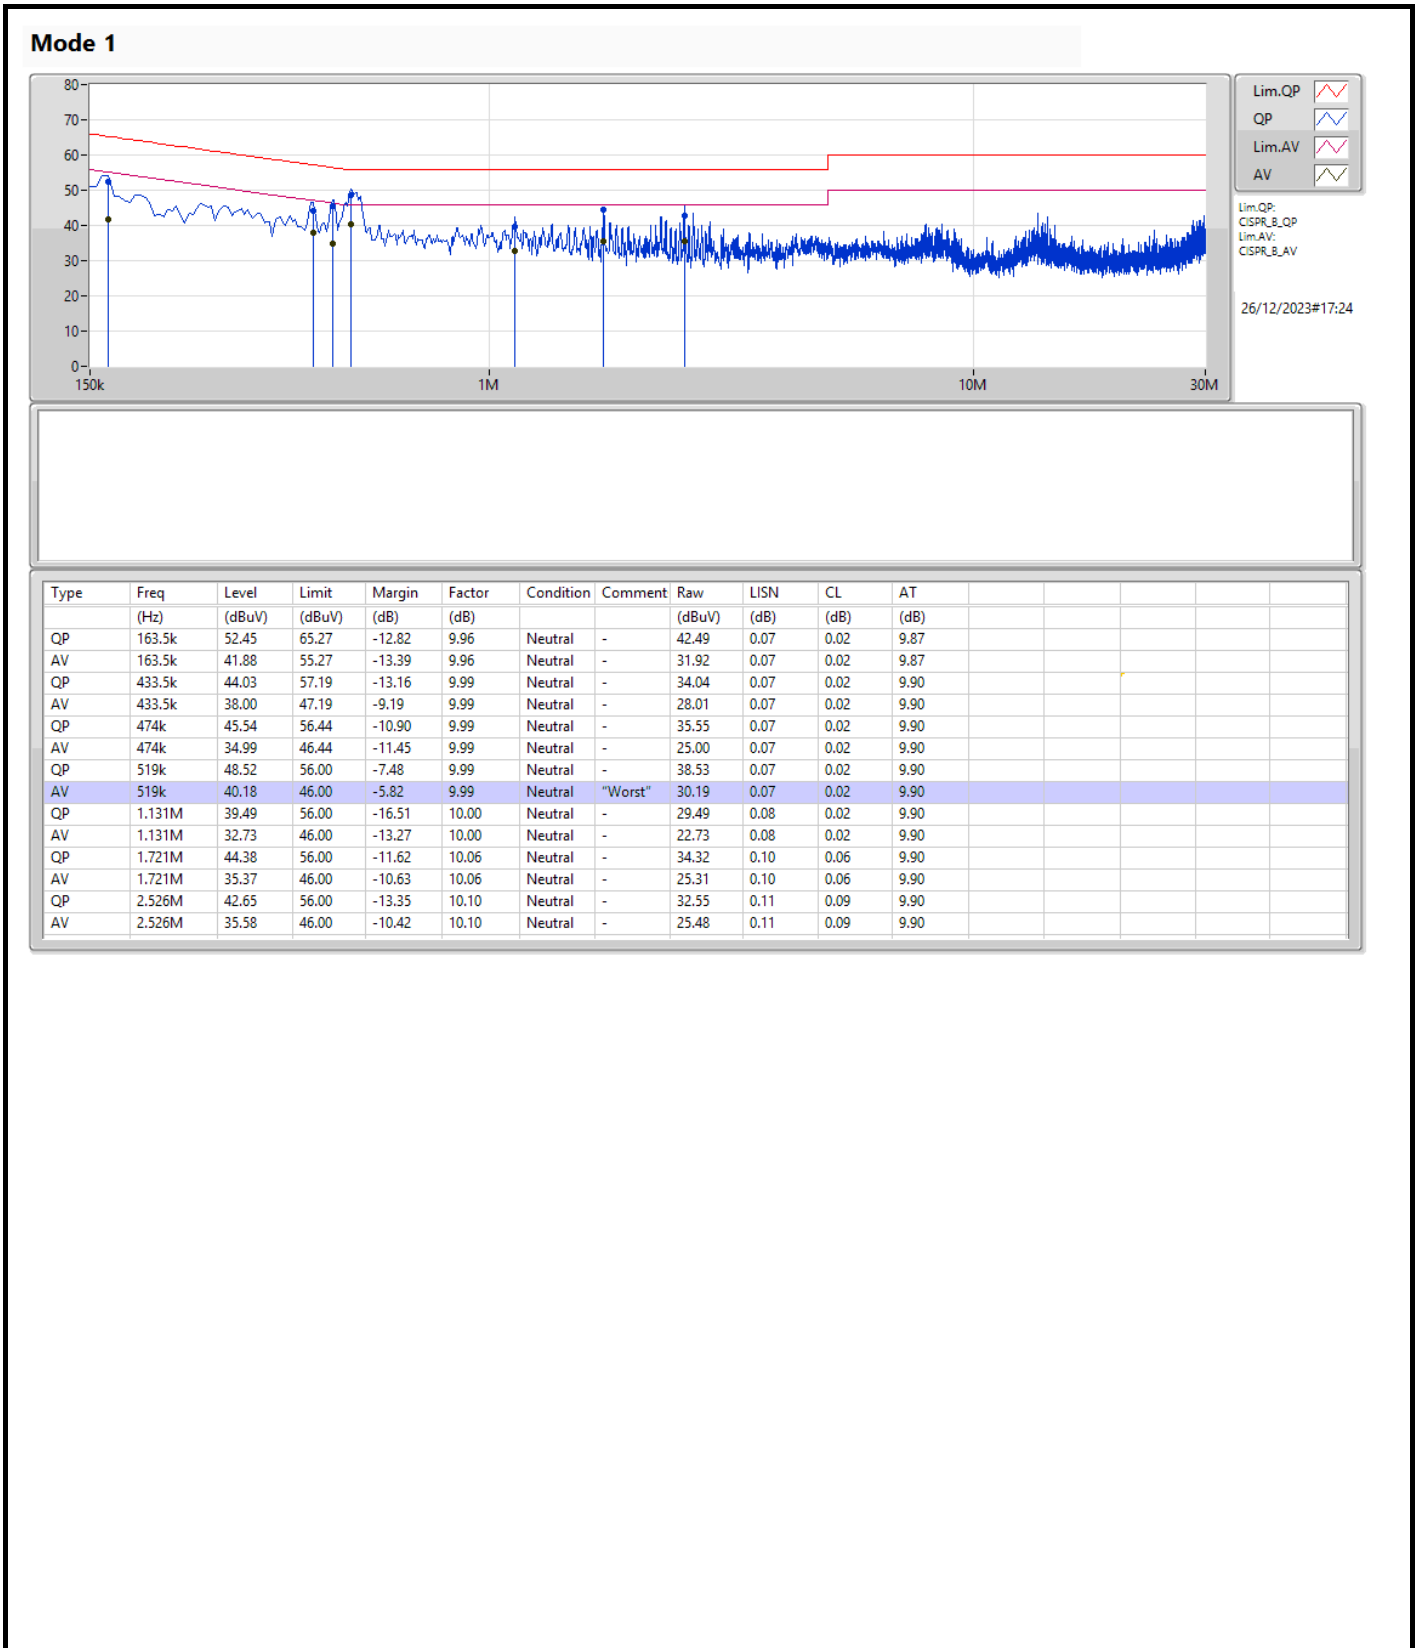 Mode 1
80
70
60
50
40
30
20
10
0
150k 1M 10M 30M
Lim.QP
QP
Lim.AV
AV
Lim.QP:
CISPR_B_QP
Lim.AV:
CISPR_B_AV
26/12/2023#17:24
Type Freq Level Limit Margin Factor Condition Comment Raw LISN CL AT
(Hz) (dBuV) (dBuV) (dB) (dB) (dBuV) (dB) (dB) (dB)
QP 163.5k 52.45 65.27 -12.82 9.96 Neutral - 42.49 0.07 0.02 9.87
AV 163.5k 41.88 55.27 -13.39 9.96 Neutral - 31.92 0.07 0.02 9.87
QP 433.5k 44.03 57.19 -13.16 9.99 Neutral - 34.04 0.07 0.02 9.90
AV 433.5k 38.00 47.19 -9.19 9.99 Neutral - 28.01 0.07 0.02 9.90
QP 474k 45.54 56.44 -10.90 9.99 Neutral - 35.55 0.07 0.02 9.90
AV 474k 34.99 46.44 -11.45 9.99 Neutral - 25.00 0.07 0.02 9.90
QP 519k 48.52 56.00 -7.48 9.99 Neutral - 38.53 0.07 0.02 9.90
AV 519k 40.18 46.00 -5.82 9.99 Neutral "Worst" 30.19 0.07 0.02 9.90
QP 1.131M 39.49 56.00 -16.51 10.00 Neutral - 29.49 0.08 0.02 9.90
AV 1.131M 32.73 46.00 -13.27 10.00 Neutral - 22.73 0.08 0.02 9.90
QP 1.721M 44.38 56.00 -11.62 10.06 Neutral - 34.32 0.10 0.06 9.90
AV 1.721M 35.37 46.00 -10.63 10.06 Neutral - 25.31 0.10 0.06 9.90
QP 2.526M 42.65 56.00 -13.35 10.10 Neutral - 32.55 0.11 0.09 9.90
AV 2.526M 35.58 46.00 -10.42 10.10 Neutral - 25.48 0.11 0.09 9.90